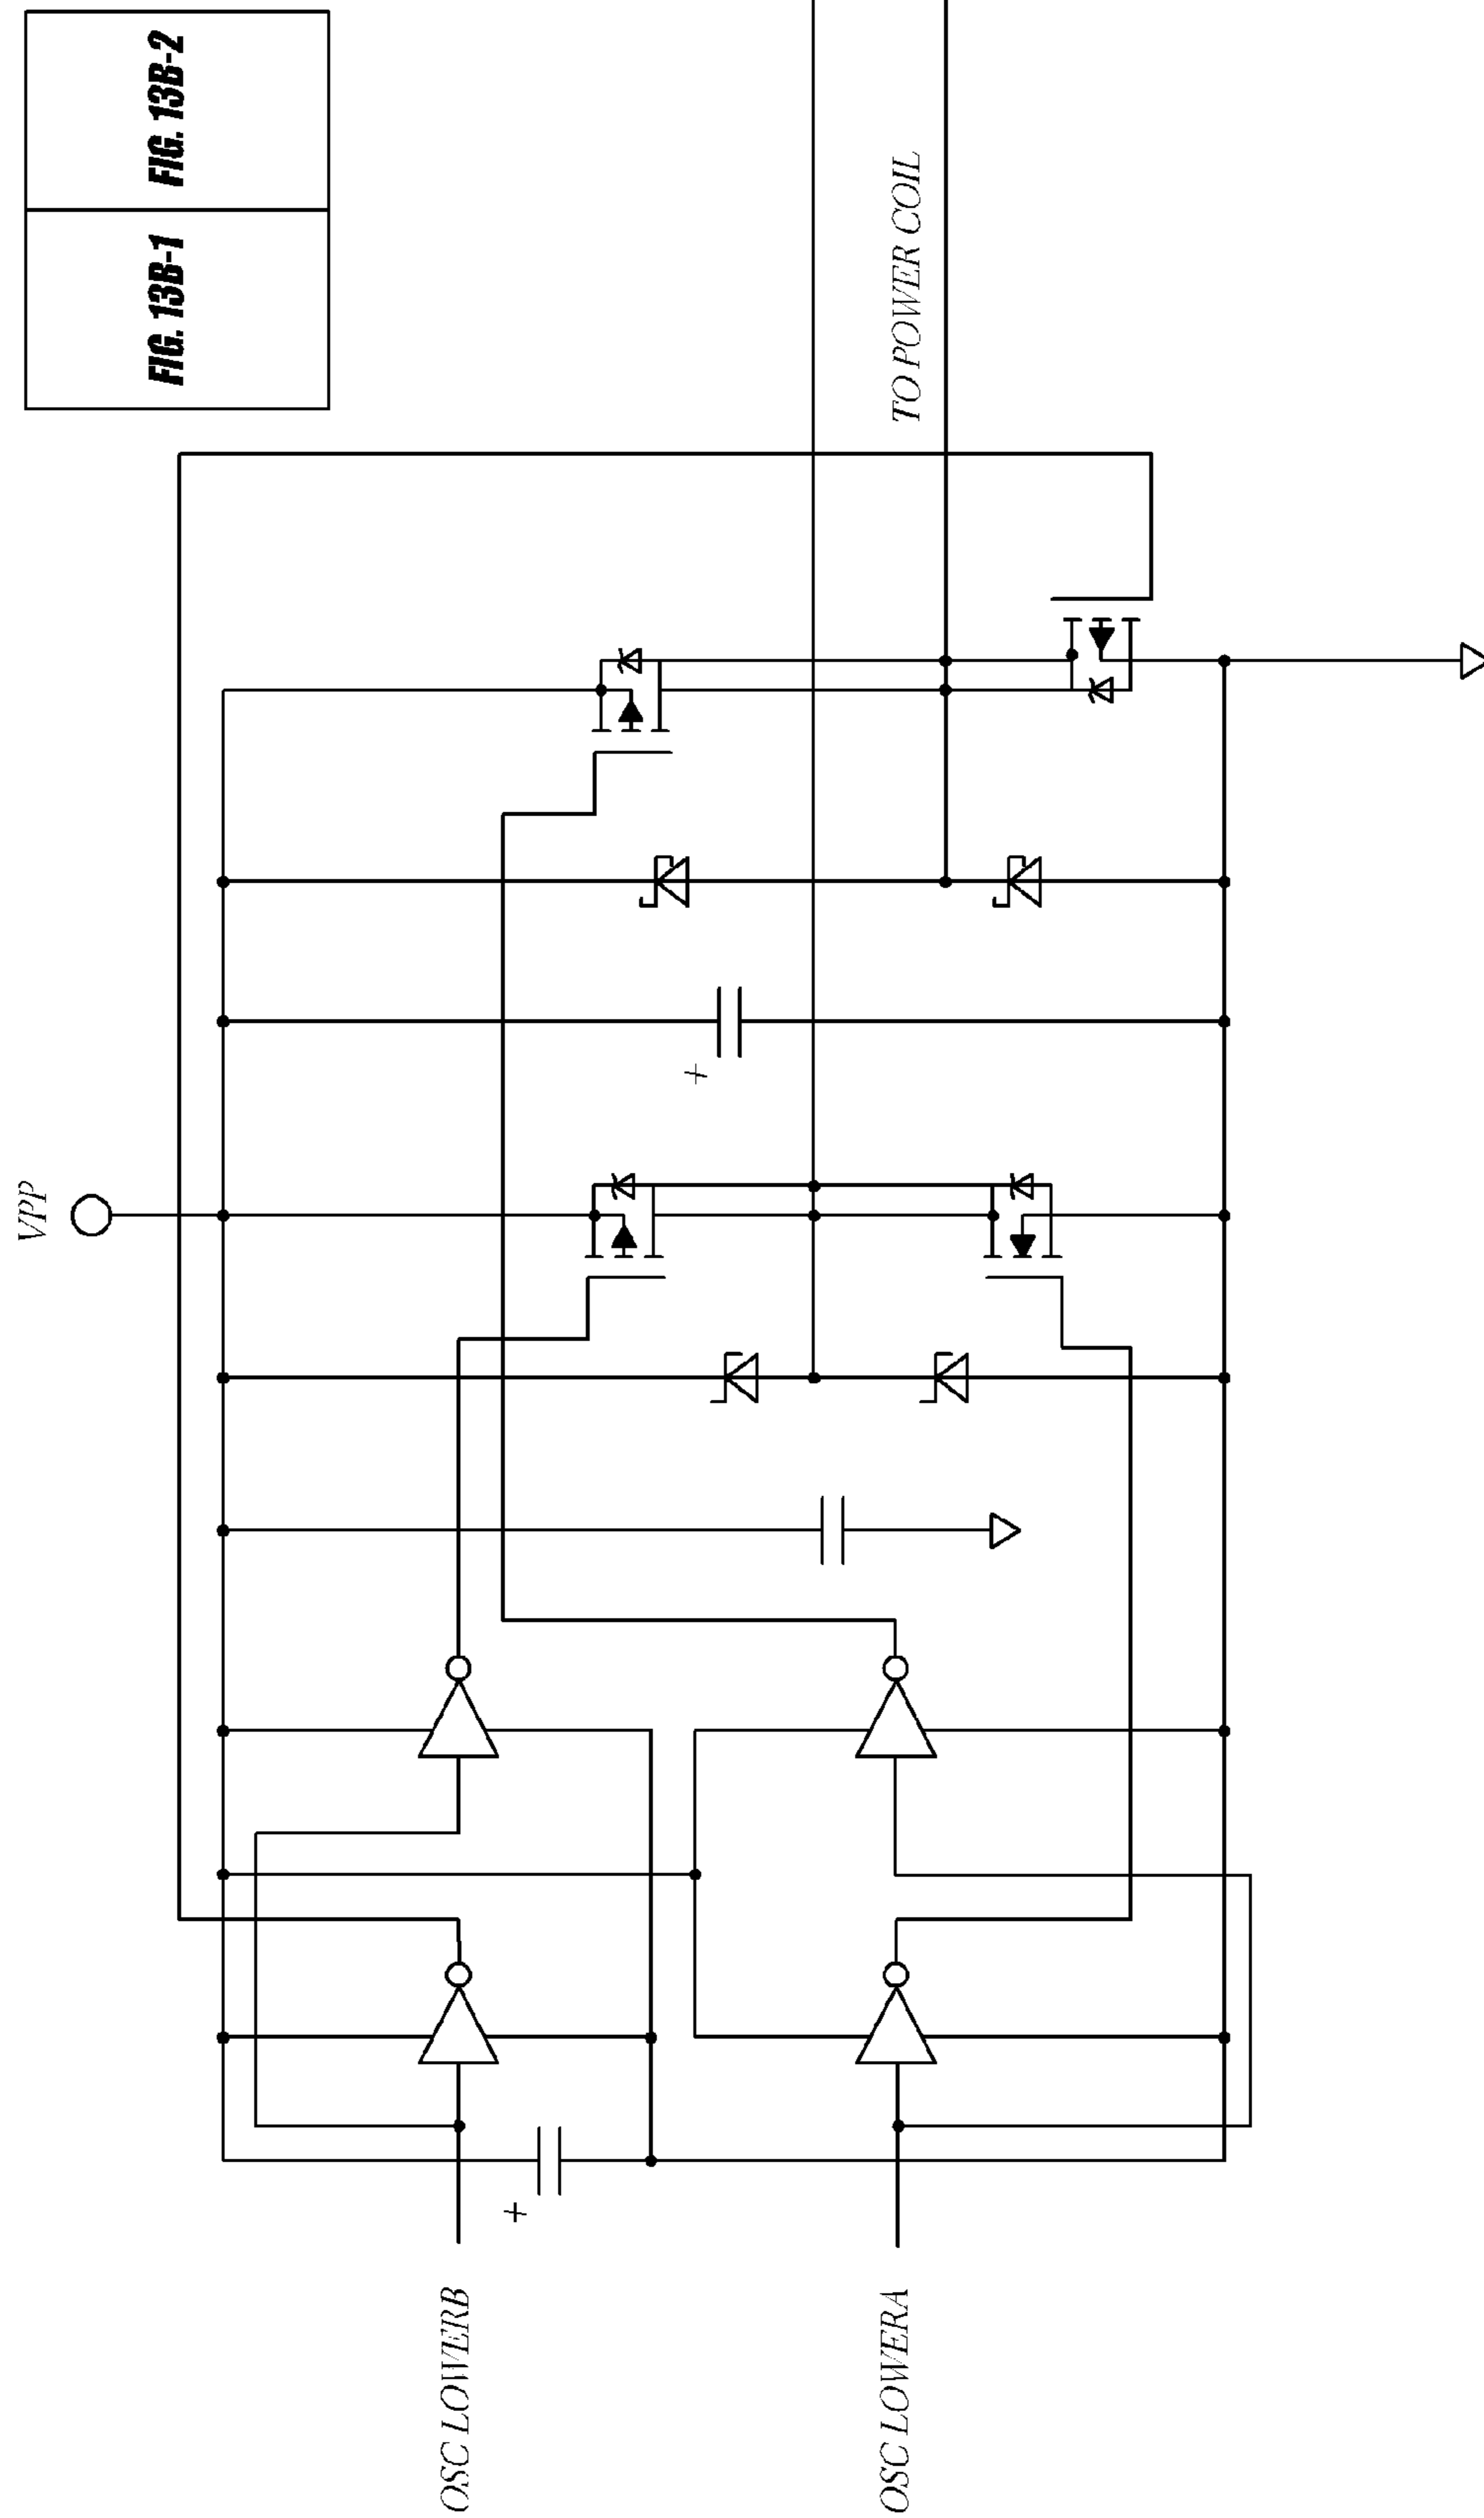 FIG. 13B-1
FIG. 13B-2
VPP
TO POWER COIL
+
+
OSC LOWERB
OSC LOWERA